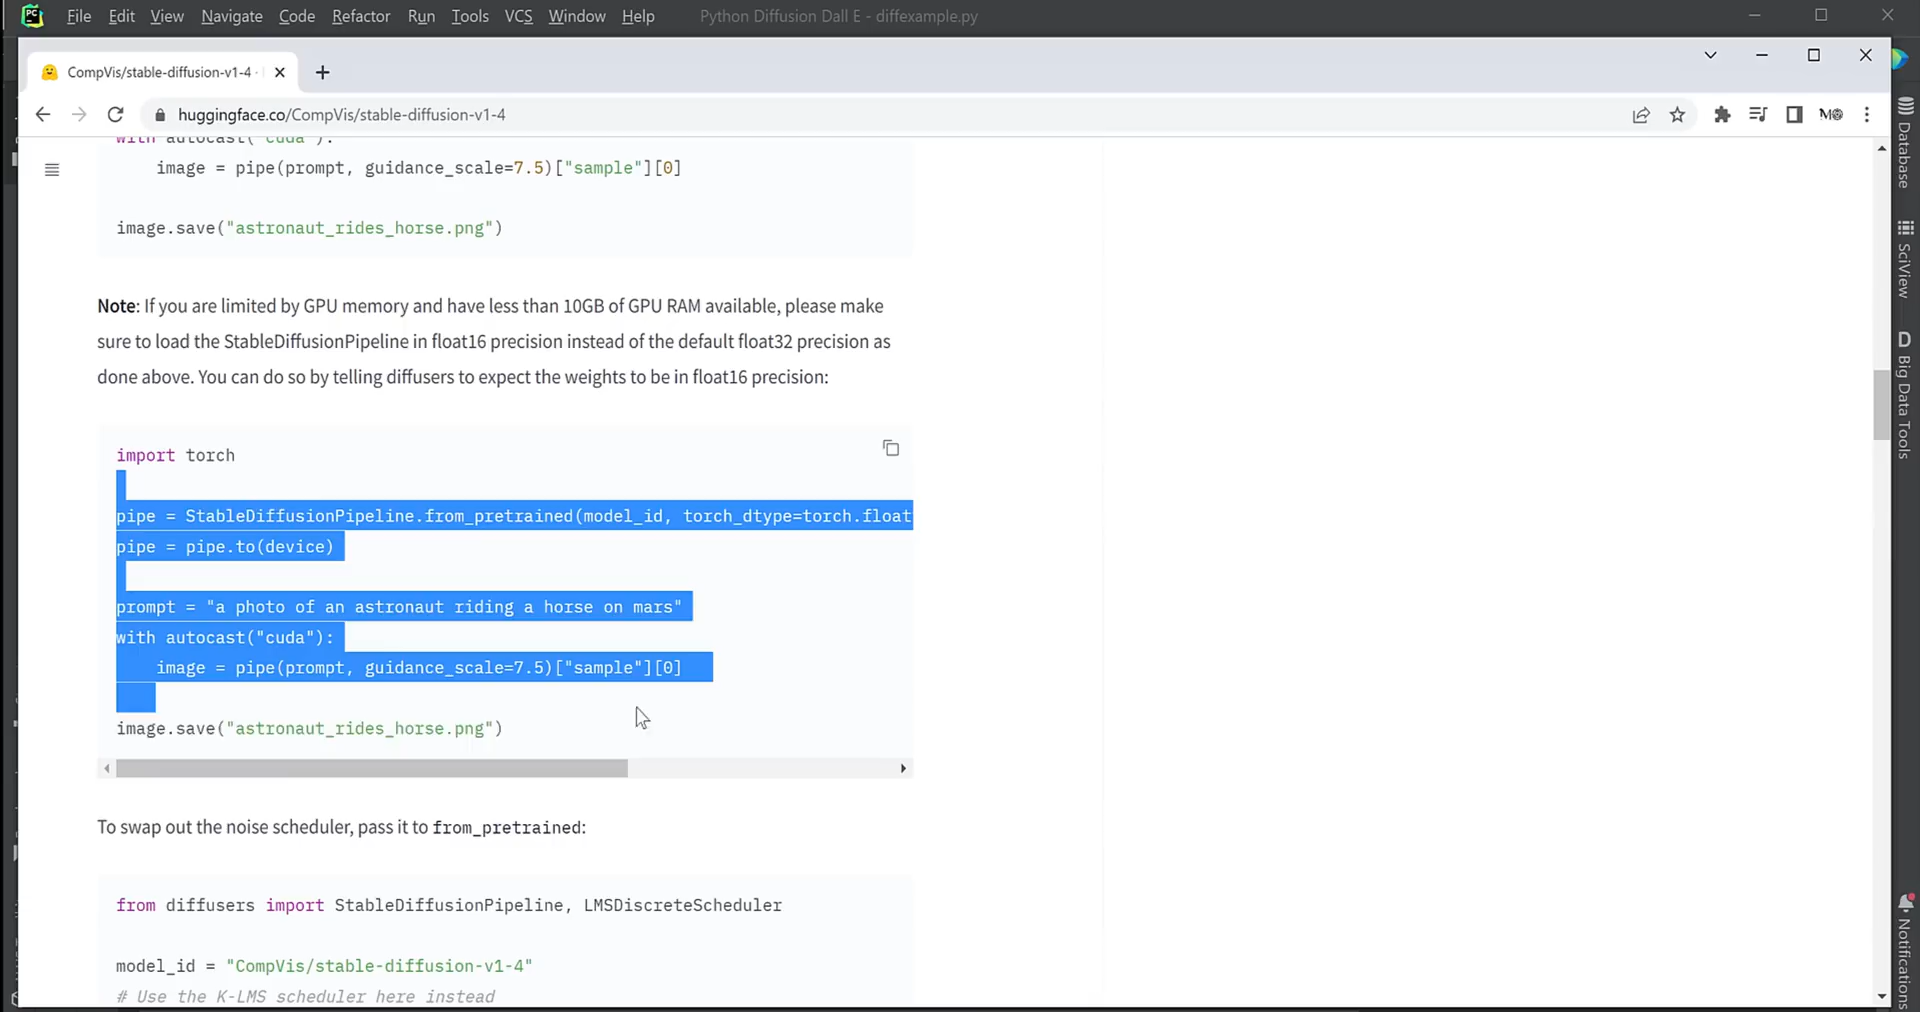 PC File Edit View Navigate Code Refactor Run Tools VCS Window Help Python Diffusion Dall E - diffexample.py
CompVis/stable-diffusion-v1-4 ·
huggingface.co/CompVis/stable-diffusion-v1-4
with autocast("cuda"):
image = pipe(prompt, guidance_scale=7.5)["sample"][0]
image.save("astronaut_rides_horse.png")
Note: If you are limited by GPU memory and have less than 10GB of GPU RAM available, please make
sure to load the StableDiffusionPipeline in float16 precision instead of the default float32 precision as
done above. You can do so by telling diffusers to expect the weights to be in float16 precision:
import torch
pipe = StableDiffusionPipeline.from_pretrained(model_id, torch_dtype=torch.float
pipe = pipe.to(device)
prompt = "a photo of an astronaut riding a horse on mars"
with autocast("cuda"):
image = pipe(prompt, guidance_scale=7.5)["sample"][0]
image.save("astronaut_rides_horse.png")
To swap out the noise scheduler, pass it to from_pretrained:
from diffusers import StableDiffusionPipeline, LMSDiscreteScheduler
model_id = "CompVis/stable-diffusion-v1-4"
# Use the K-LMS scheduler here instead
Database
SciView
D Big Data Tools
Notifications